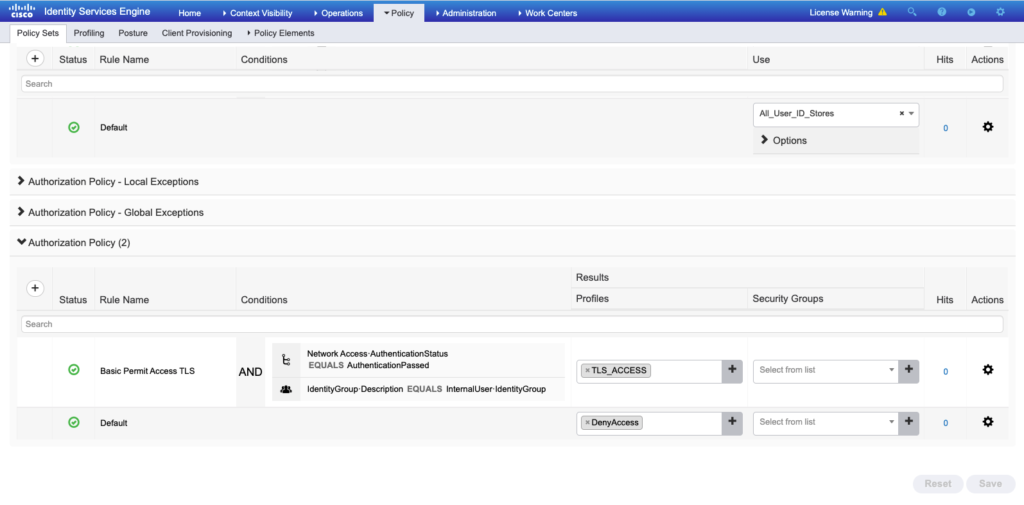 cisco Identity Services Engine Home Context Visibility Operations Policy Administration Work Centers License Warning
Policy Sets Profiling Posture Client Provisioning Policy Elements
+ Status Rule Name Conditions Use Hits Actions
Search
Default All_User_ID_Stores × 0
Options
Authorization Policy - Local Exceptions
Authorization Policy - Global Exceptions
Authorization Policy (2)
Results
+ Status Rule Name Conditions Profiles Security Groups Hits Actions
Search
Basic Permit Access TLS AND Network Access·AuthenticationStatus
EQUALS AuthenticationPassed
IdentityGroup·Description EQUALS InternalUser·IdentityGroup
×TLS_ACCESS + Select from list + 0
Default ×DenyAccess + Select from list + 0
Reset Save